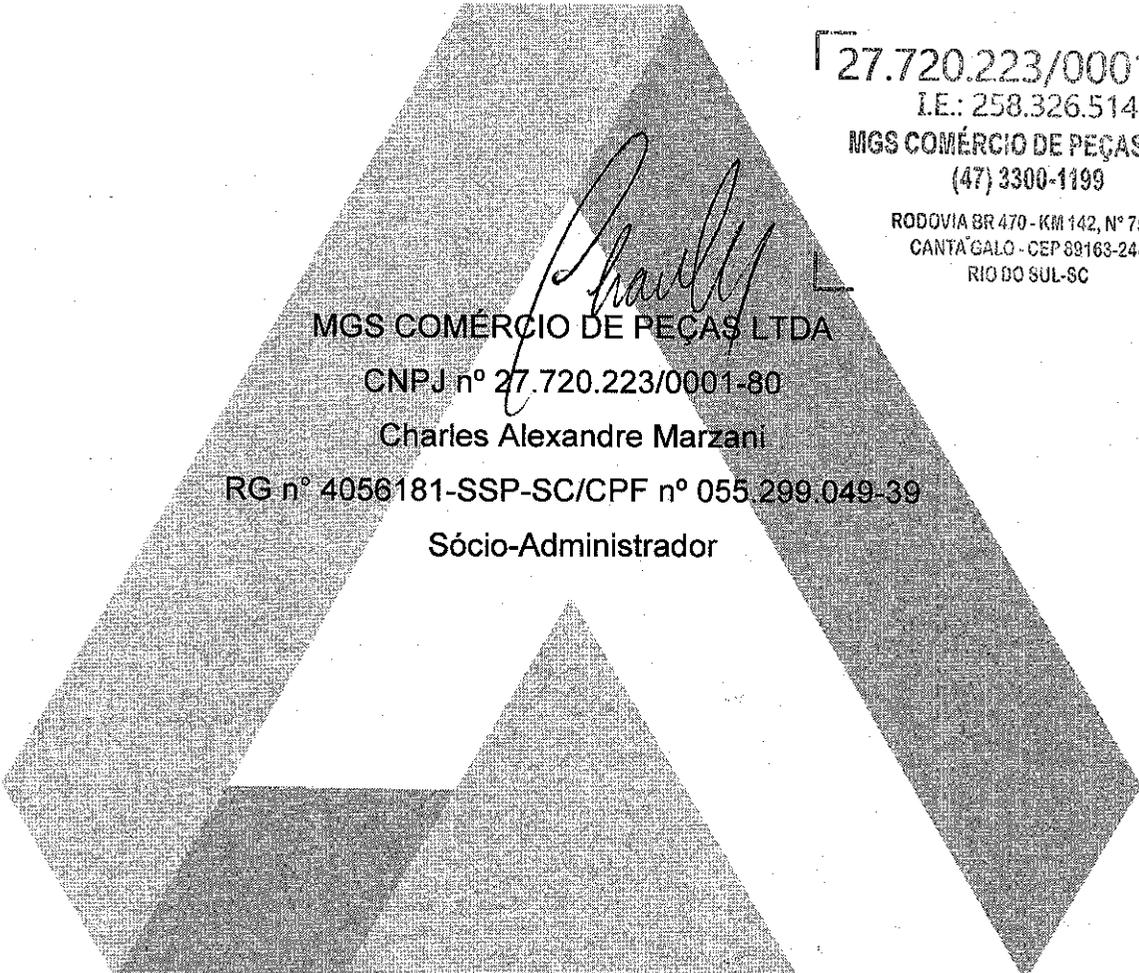 27.720.223/0001
I.E.: 258.326.514
MGS COMÉRCIO DE PEÇAS
(47) 3300-1199
RODOVIA BR 470 - KM 142, Nº 7
CANTA GALO - CEP 89163-24
RIO DO SUL-SC
MGS COMÉRCIO DE PEÇAS LTDA
CNPJ nº 27.720.223/0001-80
Charles Alexandre Marzani
RG n° 4056181-SSP-SC/CPF nº 055.299.049-39
Sócio-Administrador